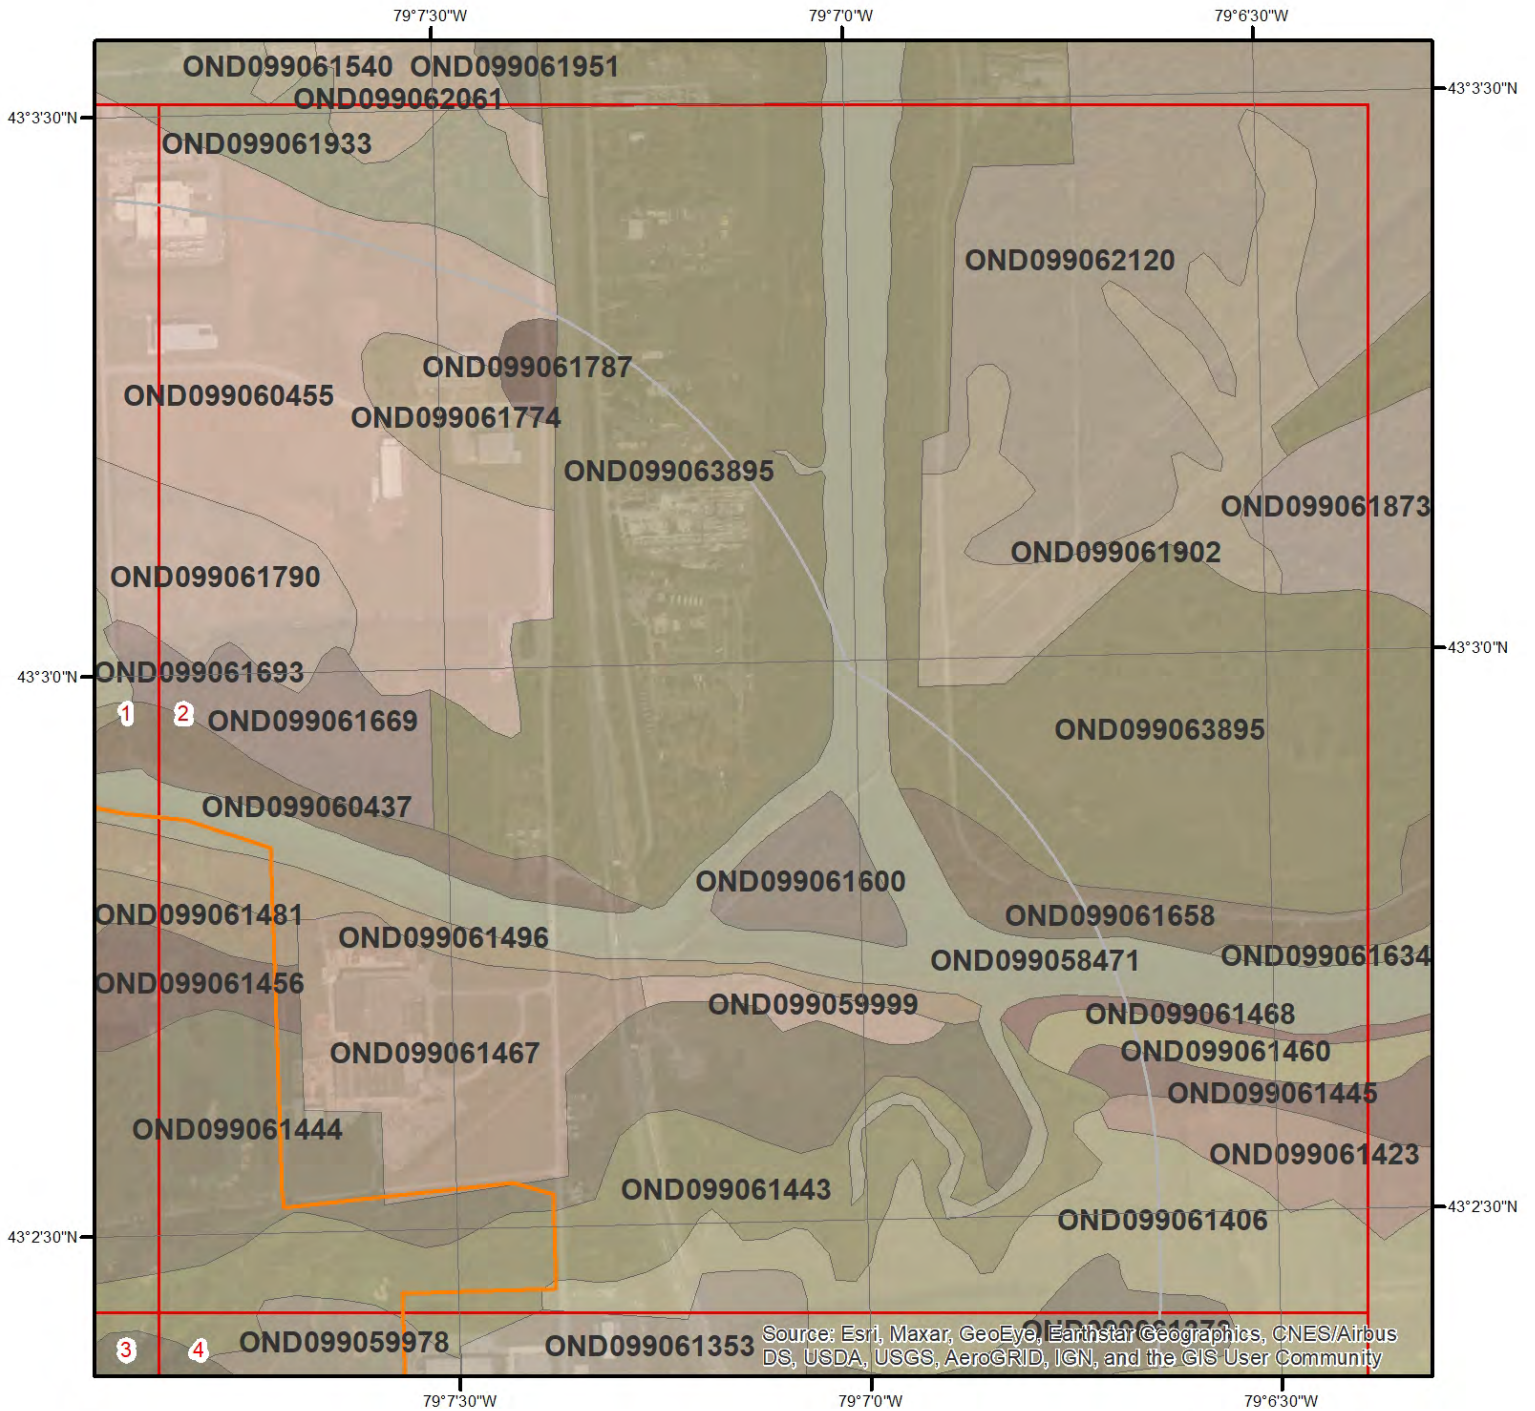 79°7'30"W
79°7'0"W
79°6'30"W
OND099061540 OND099061951
43°3'30"N
OND099062061
43°3'30"N
OND099061933
OND099062120
OND099061787
OND099060455
OND099061774
OND099063895
OND099061873
OND099061902
OND099061790
43°3'0"N
OND099061693
43°3'0"N
1
2
OND099061669
OND099063895
OND099060437
OND099061600
OND099061481
OND099061658
OND099061496
OND099058471
OND099061634
OND099061456
OND099059999
OND099061468
OND099061467
OND099061460
OND099061445
OND099061444
OND099061423
OND099061443
43°2'30"N
OND099061406
43°2'30"N
3
4
OND099059978
OND099061353
Source: Esri, Maxar, GeoEye, Earthstar Geographics, CNES/Airbus
DS, USDA, USGS, AeroGRID, IGN, and the GIS User Community
79°7'30"W
79°7'0"W
79°6'30"W